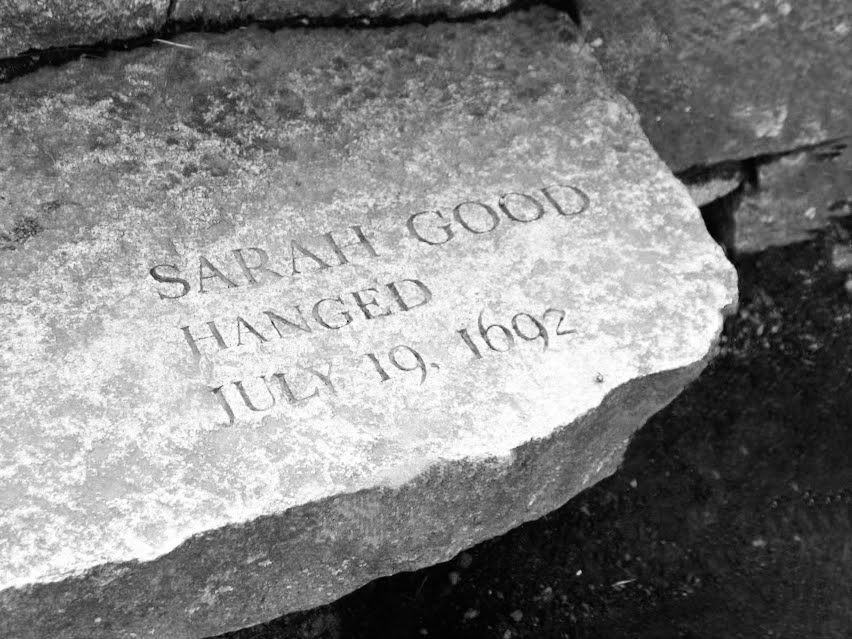 SARAH GOOD
HANGED
JULY 19, 1692